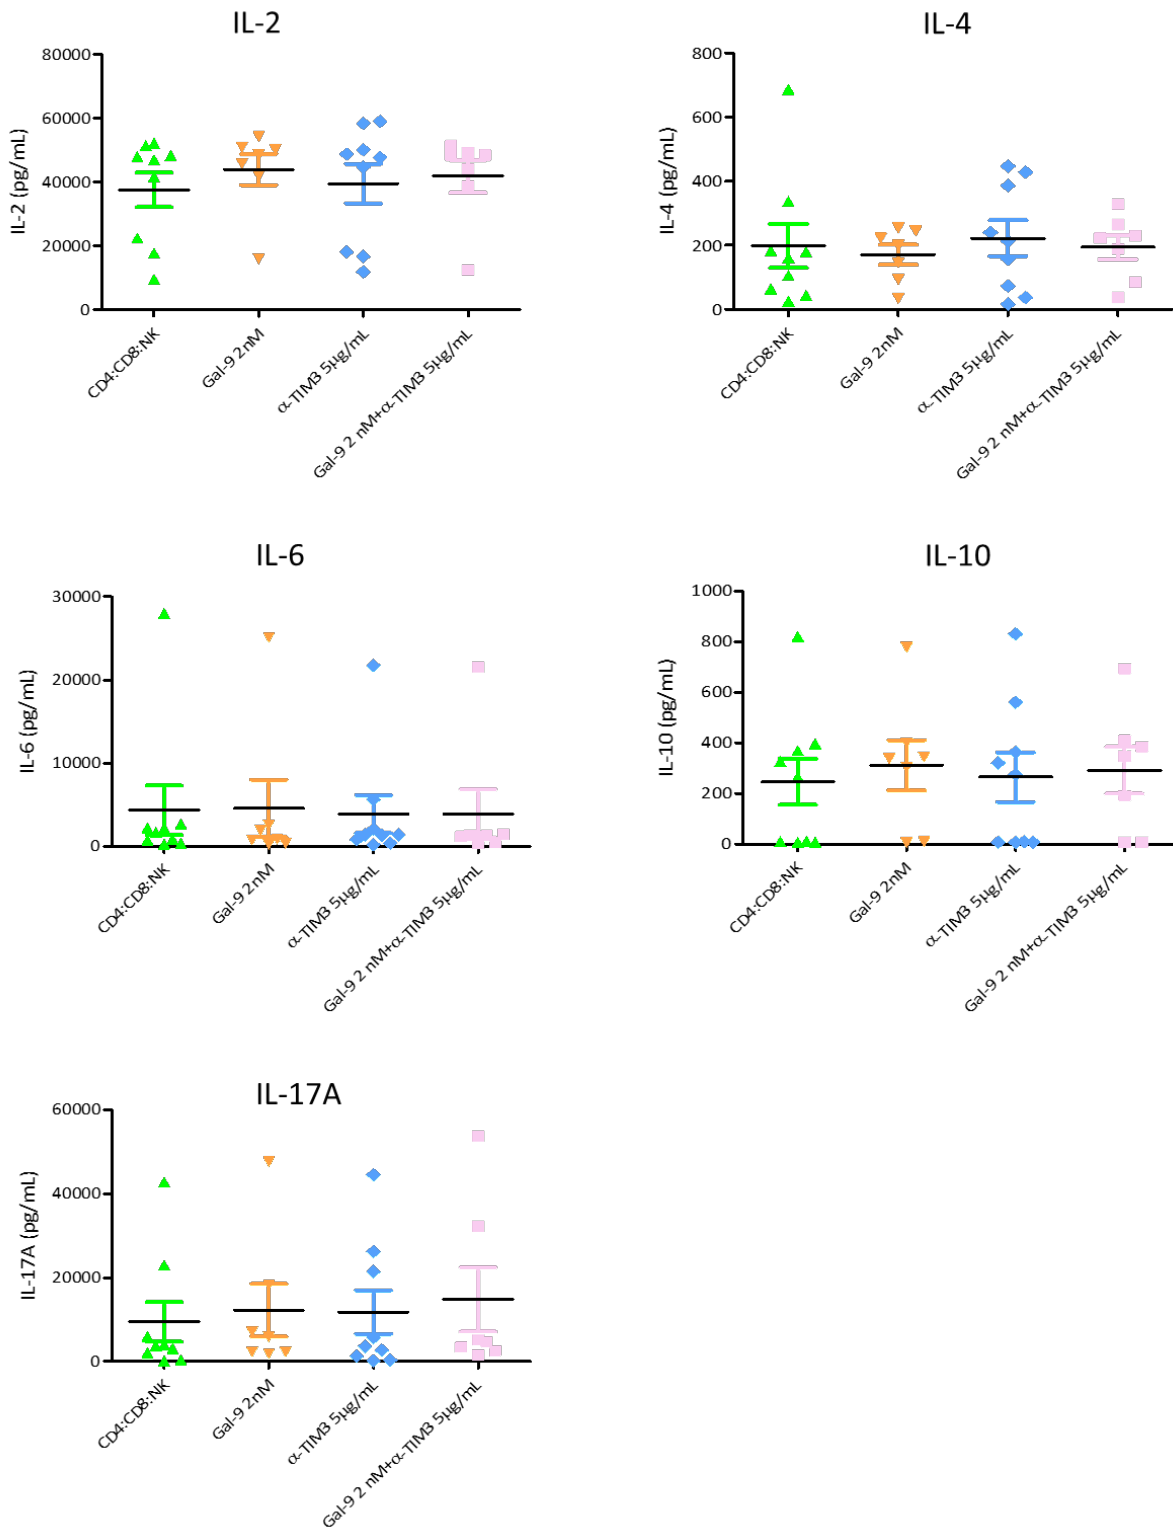 IL-2
80000
60000
40000
20000
0
IL-2 (pg/mL)
CD4:CD8:NK
Gal-9 2nM
α-TIM3 5µg/mL
Gal-9 2 nM+α-TIM3 5µg/mL
IL-4
800
600
400
200
0
IL-4 (pg/mL)
CD4:CD8:NK
Gal-9 2nM
α-TIM3 5µg/mL
Gal-9 2 nM+α-TIM3 5µg/mL
IL-6
30000
20000
10000
0
IL-6 (pg/mL)
CD4:CD8:NK
Gal-9 2nM
α-TIM3 5µg/mL
Gal-9 2 nM+α-TIM3 5µg/mL
IL-10
1000
800
600
400
200
0
IL-10 (pg/mL)
CD4:CD8:NK
Gal-9 2nM
α-TIM3 5µg/mL
Gal-9 2 nM+α-TIM3 5µg/mL
IL-17A
60000
40000
20000
0
IL-17A (pg/mL)
CD4:CD8:NK
Gal-9 2nM
α-TIM3 5µg/mL
Gal-9 2 nM+α-TIM3 5µg/mL